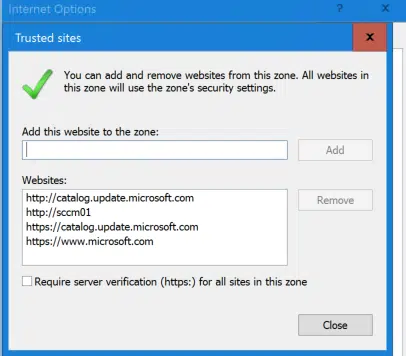 Internet Options ? X
Trusted sites x
You can add and remove websites from this zone. All websites in
this zone will use the zone's security settings.
Add this website to the zone:
Add
Websites:
http://catalog.update.microsoft.com
http://sccm01
https://catalog.update.microsoft.com
https://www.microsoft.com
Remove
Require server verification (https:) for all sites in this zone
Close